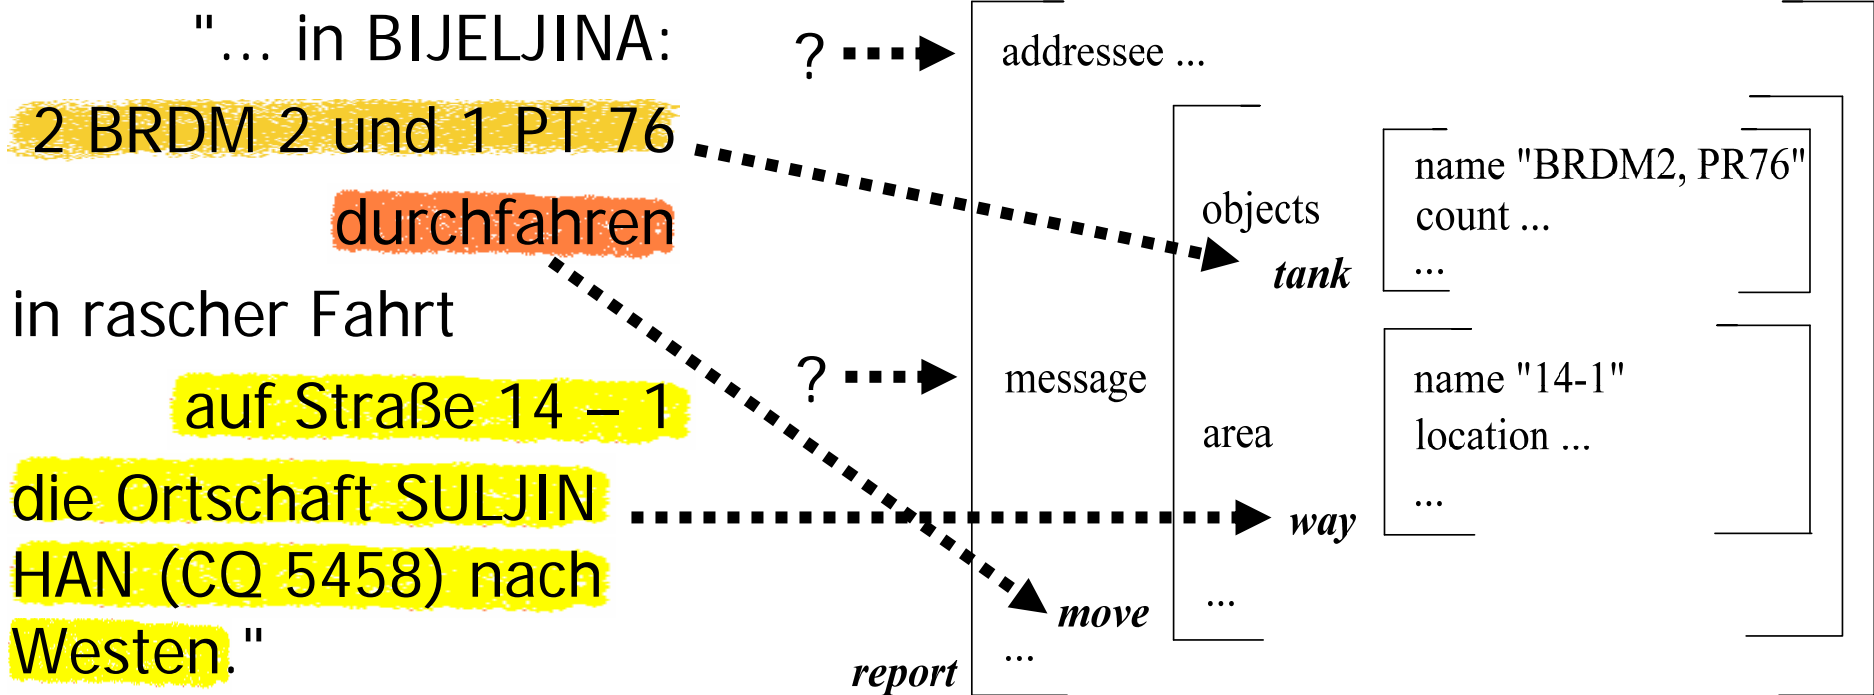 "... in BIJELJINA:
2 BRDM 2 und 1 PT 76
durchfahren
in rascher Fahrt
auf Straße 14 – 1
die Ortschaft SULJIN
HAN (CQ 5458) nach
Westen."
?
addressee ...
?
message
objects
tank
name "BRDM2, PR76"
count ...
...
area
way
name "14-1"
location ...
...
...
move
...
report